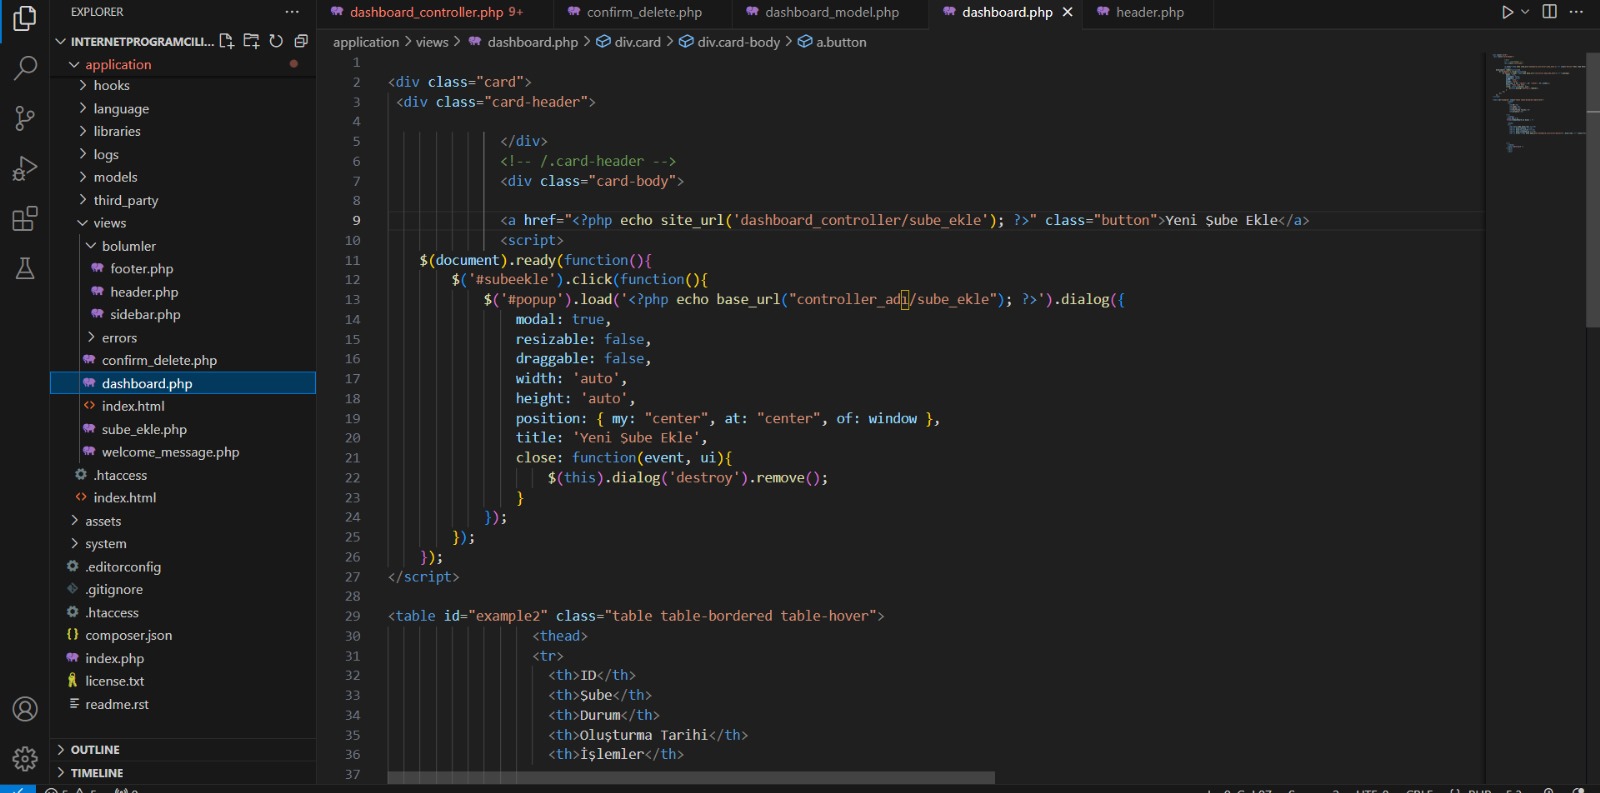 EXPLORER
···
dashboard_controller.php 9+
confirm_delete.php
dashboard_model.php
dashboard.php
header.php
INTERNETPROGRAMCILI...
application > views > dashboard.php > div.card > div.card-body > a.button
application
hooks
language
libraries
logs
models
third_party
views
bolumler
footer.php
header.php
sidebar.php
errors
confirm_delete.php
dashboard.php
index.html
sube_ekle.php
welcome_message.php
.htaccess
index.html
assets
system
.editorconfig
.gitignore
.htaccess
composer.json
index.php
license.txt
readme.rst
OUTLINE
TIMELINE
1
2 <div class="card">
3 <div class="card-header">
4
5 </div>
6 <!-- /.card-header -->
7 <div class="card-body">
8
9 <a href="<?php echo site_url('dashboard_controller/sube_ekle'); ?>" class="button">Yeni Şube Ekle</a>
10 <script>
11 $(document).ready(function(){
12 $('#subeekle').click(function(){
13 $('#popup').load('<?php echo base_url("controller_adı/sube_ekle"); ?>').dialog({
14 modal: true,
15 resizable: false,
16 draggable: false,
17 width: 'auto',
18 height: 'auto',
19 position: { my: "center", at: "center", of: window },
20 title: 'Yeni Şube Ekle',
21 close: function(event, ui){
22 $(this).dialog('destroy').remove();
23 }
24 });
25 });
26 });
27 </script>
28
29 <table id="example2" class="table table-bordered table-hover">
30 <thead>
31 <tr>
32 <th>ID</th>
33 <th>Şube</th>
34 <th>Durum</th>
35 <th>Oluşturma Tarihi</th>
36 <th>İşlemler</th>
37